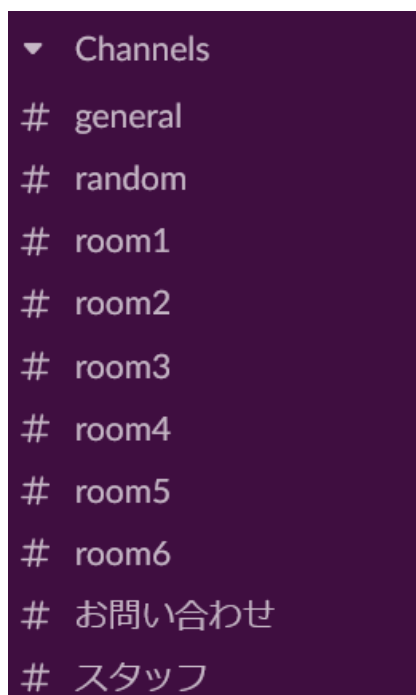 Channels
# general
# random
# room1
# room2
# room3
# room4
# room5
# room6
# お問い合わせ
# スタッフ